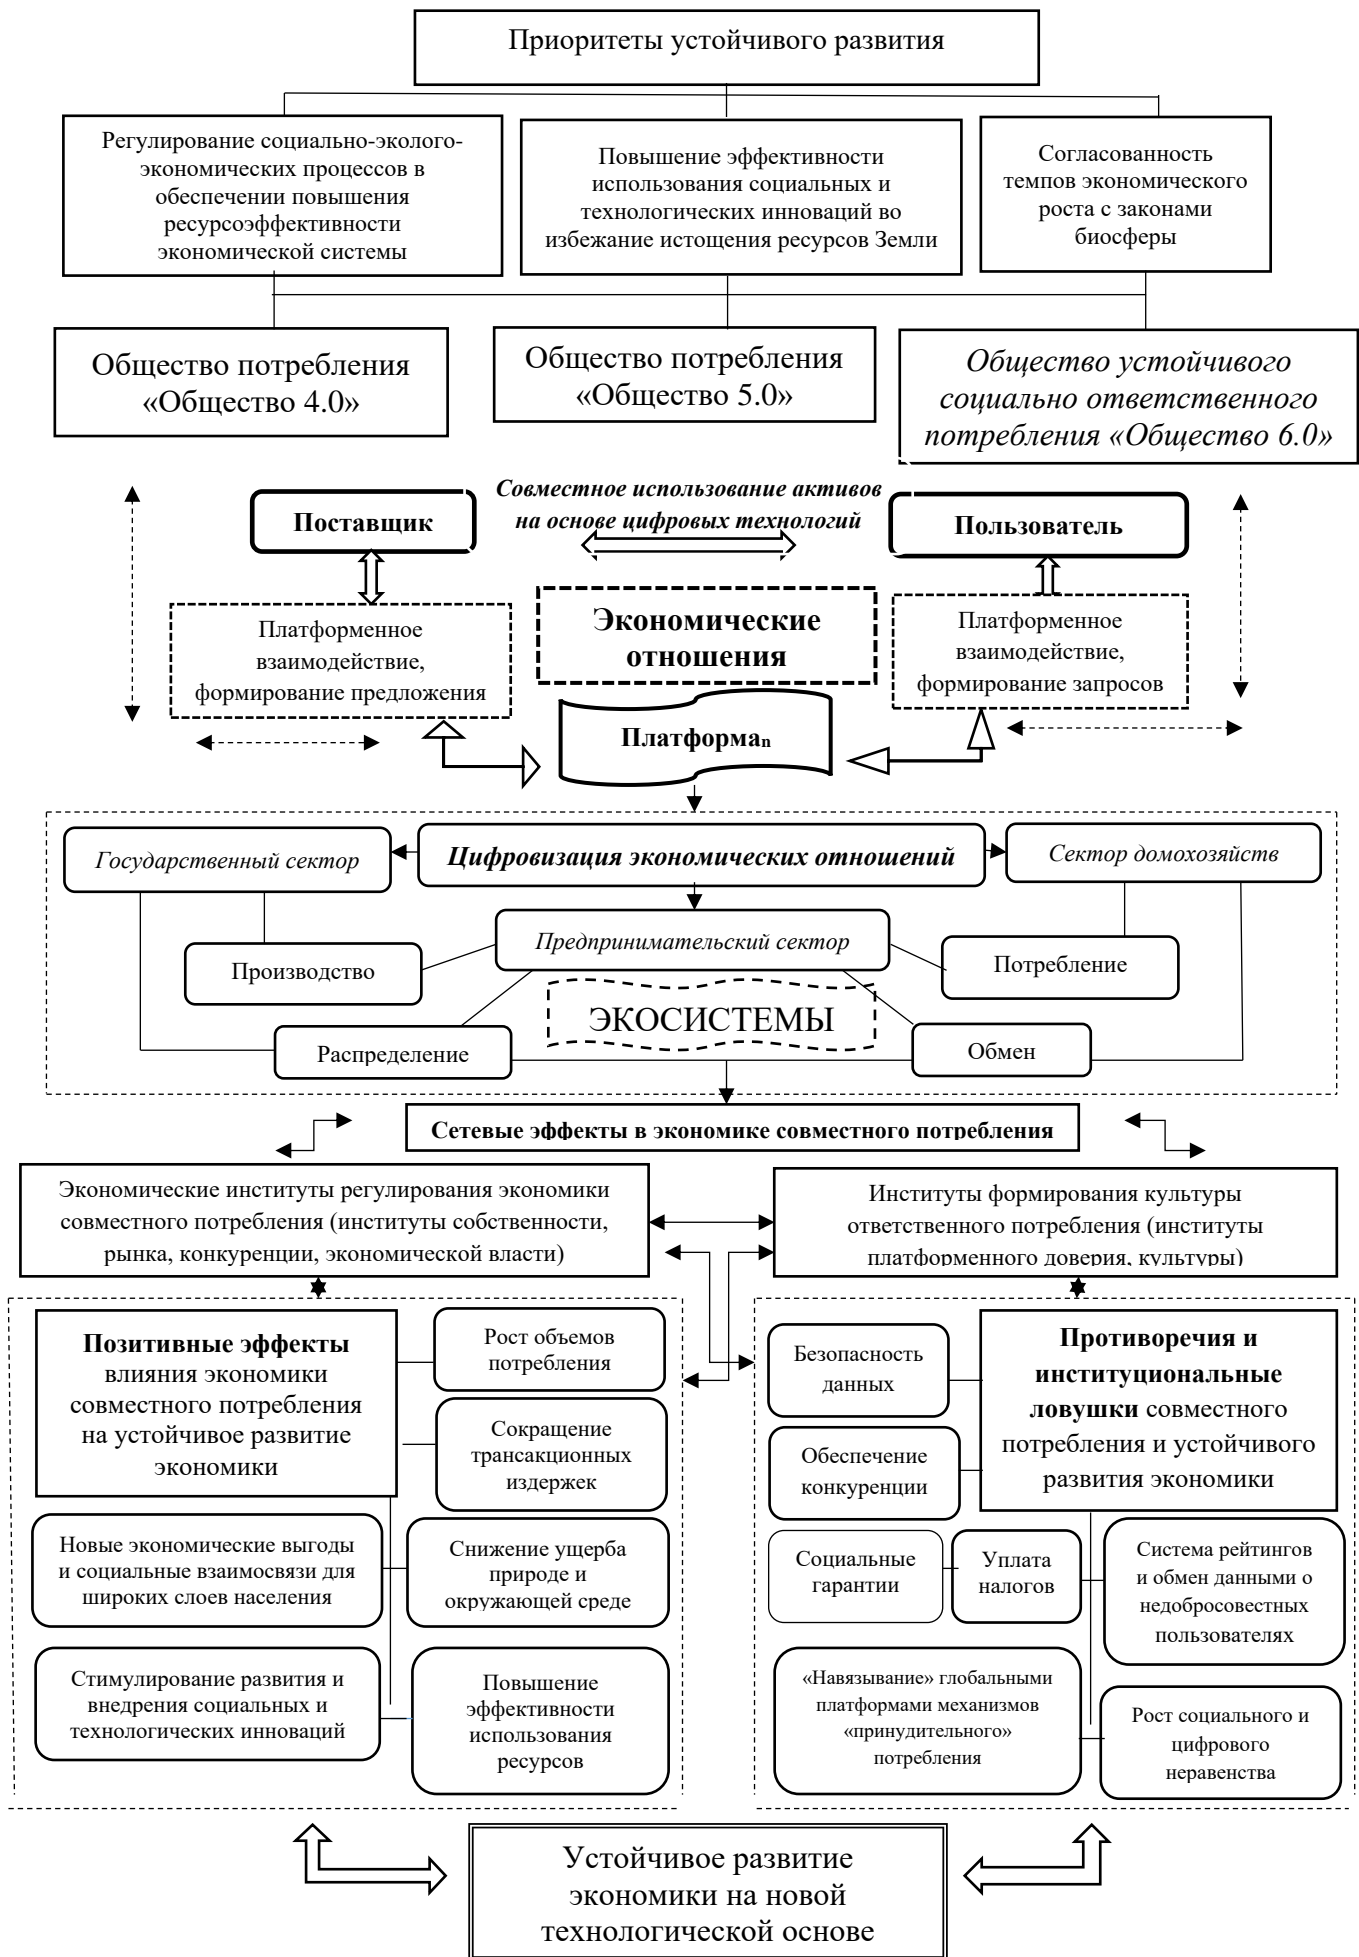 Приоритеты устойчивого развития
Регулирование социально-эколого-
экономических процессов в
обеспечении повышения
ресурсоэффективности
экономической системы
Повышение эффективности
использования социальных и
технологических инноваций во
избежание истощения ресурсов Земли
Согласованность
темпов экономического
роста с законами
биосферы
Общество потребления
«Общество 4.0»
Общество потребления
«Общество 5.0»
Общество устойчивого
социально ответственного
потребления «Общество 6.0»
Поставщик
Совместное использование активов
на основе цифровых технологий
Пользователь
Платформенное
взаимодействие,
формирование предложения
Экономические
отношения
Платформенное
взаимодействие,
формирование запросов
Платформаn
Государственный сектор
Цифровизация экономических отношений
Сектор домохозяйств
Предпринимательский сектор
Производство
Потребление
ЭКОСИСТЕМЫ
Распределение
Обмен
Сетевые эффекты в экономике совместного потребления
Экономические институты регулирования экономики
совместного потребления (институты собственности,
рынка, конкуренции, экономической власти)
Институты формирования культуры
ответственного потребления (институты
платформенного доверия, культуры)
Позитивные эффекты
влияния экономики
совместного потребления
на устойчивое развитие
экономики
Рост объемов
потребления
Сокращение
трансакционных
издержек
Новые экономические выгоды
и социальные взаимосвязи для
широких слоев населения
Снижение ущерба
природе и
окружающей среде
Стимулирование развития и
внедрения социальных и
технологических инноваций
Повышение
эффективности
использования
ресурсов
Безопасность
данных
Противоречия и
институциональные
ловушки совместного
потребления и устойчивого
развития экономики
Обеспечение
конкуренции
Социальные
гарантии
Уплата
налогов
Система рейтингов
и обмен данными о
недобросовестных
пользователях
«Навязывание» глобальными
платформами механизмов
«принудительного»
потребления
Рост социального и
цифрового
неравенства
Устойчивое развитие
экономики на новой
технологической основе